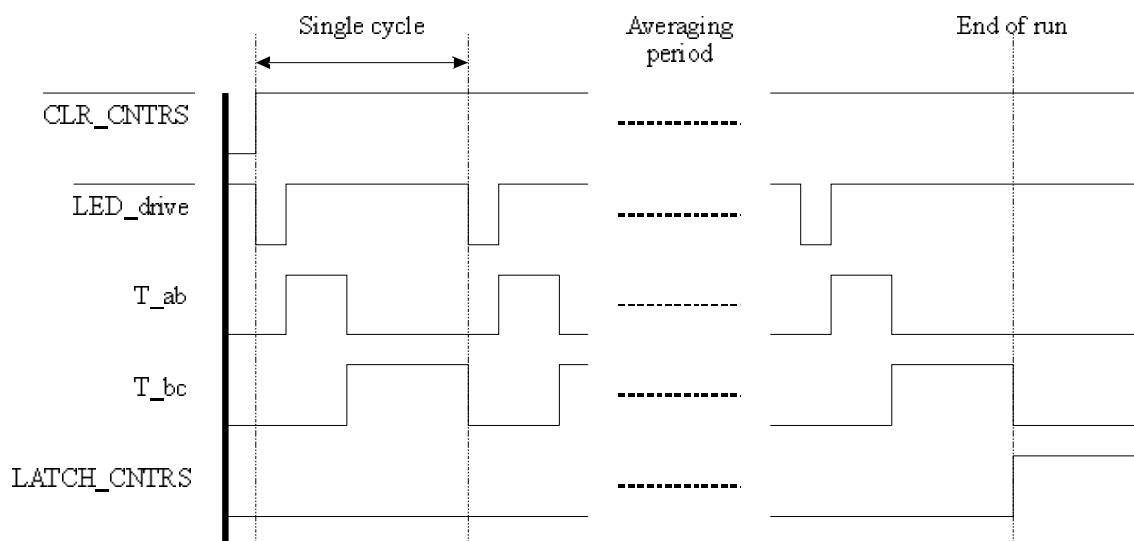 Single cycle
Averaging
period
End of run
CLR_CNTRS
LED_drive
T_ab
T_bc
LATCH_CNTRS